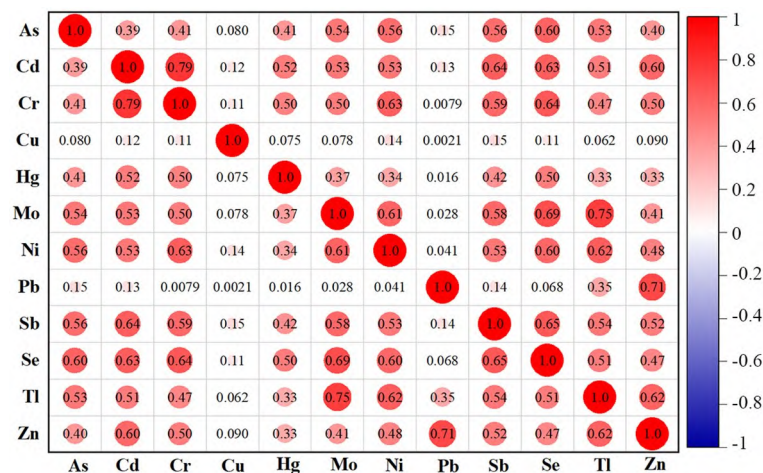 As 1.0 0.39 0.41 0.080 0.41 0.54 0.56 0.15 0.56 0.60 0.53 0.40
Cd 0.39 1.0 0.79 0.12 0.52 0.53 0.53 0.13 0.64 0.63 0.51 0.60
Cr 0.41 0.79 1.0 0.11 0.50 0.50 0.63 0.0079 0.59 0.64 0.47 0.50
Cu 0.080 0.12 0.11 1.0 0.075 0.078 0.14 0.0021 0.15 0.11 0.062 0.090
Hg 0.41 0.52 0.50 0.075 1.0 0.37 0.34 0.016 0.42 0.50 0.33 0.33
Mo 0.54 0.53 0.50 0.078 0.37 1.0 0.61 0.028 0.58 0.69 0.75 0.41
Ni 0.56 0.53 0.63 0.14 0.34 0.61 1.0 0.041 0.53 0.60 0.62 0.48
Pb 0.15 0.13 0.0079 0.0021 0.016 0.028 0.041 1.0 0.14 0.068 0.35 0.71
Sb 0.56 0.64 0.59 0.15 0.42 0.58 0.53 0.14 1.0 0.65 0.54 0.52
Se 0.60 0.63 0.64 0.11 0.50 0.69 0.60 0.068 0.65 1.0 0.51 0.47
Tl 0.53 0.51 0.47 0.062 0.33 0.75 0.62 0.35 0.54 0.51 1.0 0.62
Zn 0.40 0.60 0.50 0.090 0.33 0.41 0.48 0.71 0.52 0.47 0.62 1.0
As Cd Cr Cu Hg Mo Ni Pb Sb Se Tl Zn
1
0.8
0.6
0.4
0.2
0
-0.2
-0.4
-0.6
-0.8
-1